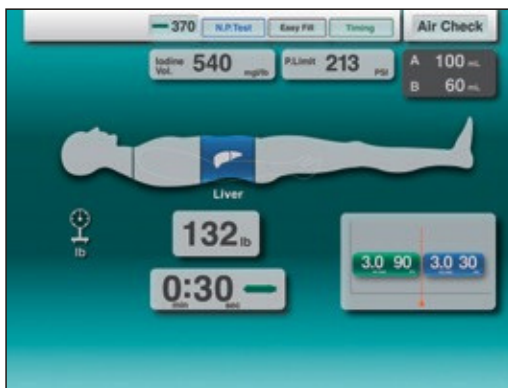 370 N.P.Test Easy Fill Timing Air Check
Iodine Vol. 540 mgI/lb P.Limit 213 PSI
A 100 mL
B 60 mL
Liver
lb
132 lb
3.0 90 3.0 30
0:30
min sec